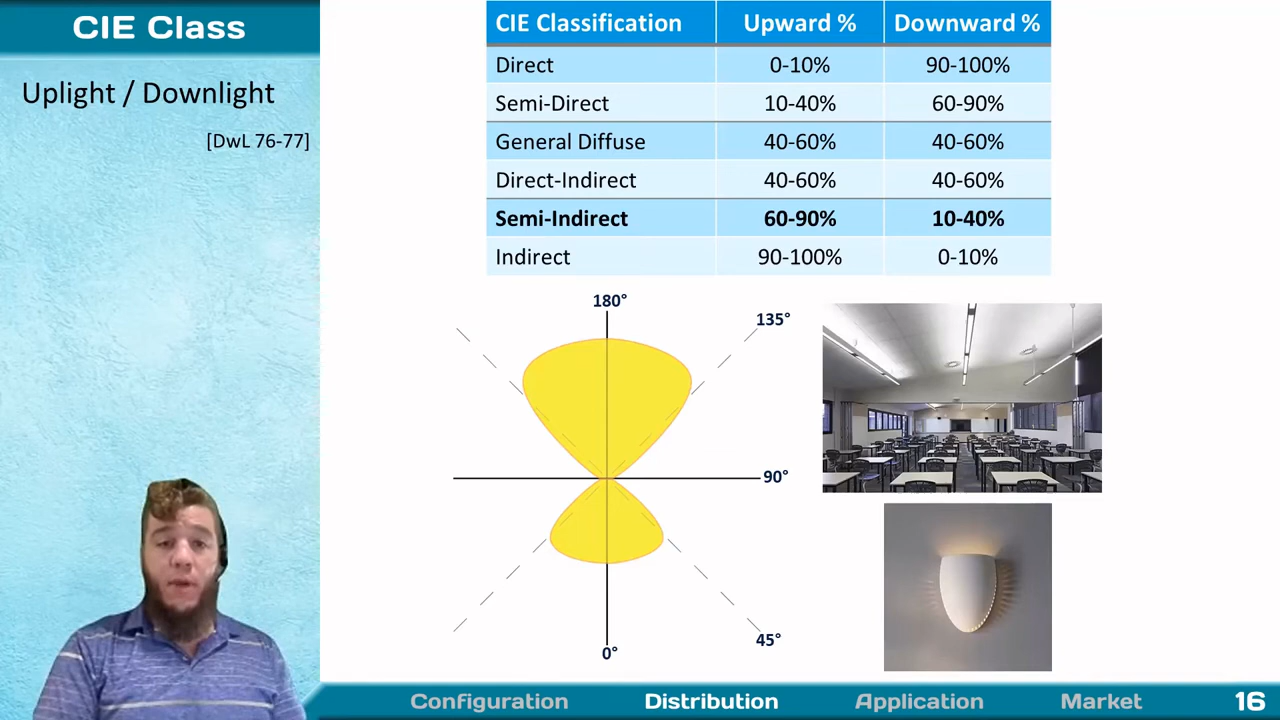 CIE Class
Uplight / Downlight
[DwL 76-77]
CIE Classification Upward % Downward %
Direct 0-10% 90-100%
Semi-Direct 10-40% 60-90%
General Diffuse 40-60% 40-60%
Direct-Indirect 40-60% 40-60%
Semi-Indirect 60-90% 10-40%
Indirect 90-100% 0-10%
180°
135°
90°
45°
0°
Configuration Distribution Application Market 16